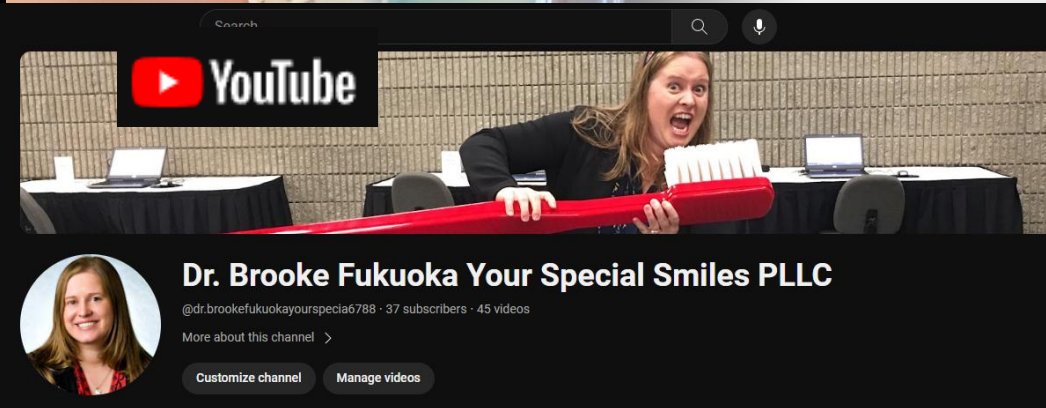 Search
YouTube
Dr. Brooke Fukuoka Your Special Smiles PLLC
@dr.brookefukuokayourspecia6788 · 37 subscribers · 45 videos
More about this channel
Customize channel
Manage videos